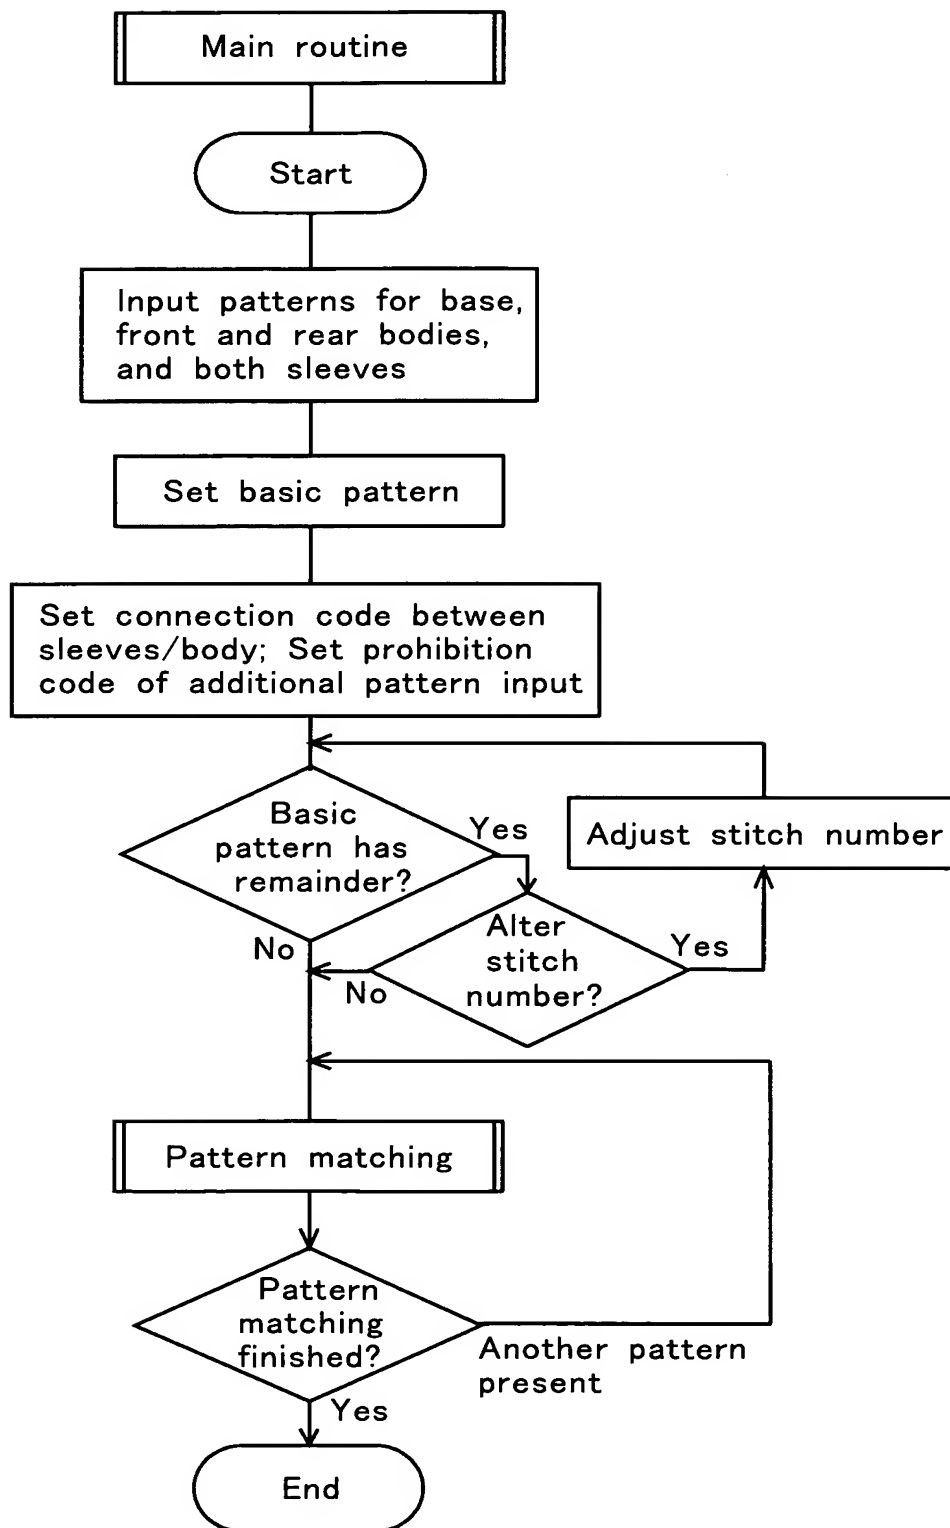 Main routine
Start
Input patterns for base,
front and rear bodies,
and both sleeves
Set basic pattern
Set connection code between
sleeves/body; Set prohibition
code of additional pattern input
Basic
pattern has
remainder?
Yes
Adjust stitch number
No
Alter
stitch
number?
Yes
No
Pattern matching
Pattern
matching
finished?
Another pattern
present
Yes
End